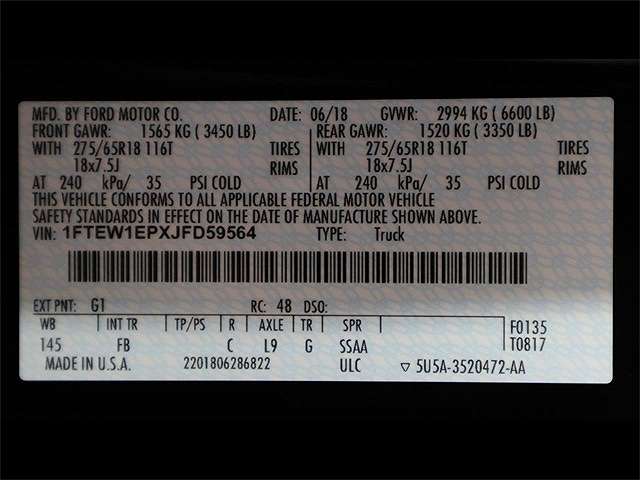 MFD. BY FORD MOTOR CO. DATE: 06/18 GVWR: 2994 KG (6600 LB)
FRONT GAWR: 1565 KG (3450 LB) REAR GAWR: 1520 KG (3350 LB)
WITH 275/65R18 116T TIRES WITH 275/65R18 116T TIRES
18x7.5J RIMS 18x7.5J RIMS
AT 240 kPa/ 35 PSI COLD AT 240 kPa/ 35 PSI COLD
THIS VEHICLE CONFORMS TO ALL APPLICABLE FEDERAL MOTOR VEHICLE
SAFETY STANDARDS IN EFFECT ON THE DATE OF MANUFACTURE SHOWN ABOVE.
VIN: 1FTEW1EPXJFD59564 TYPE: Truck
EXT PNT: G1 RC: 48 DSO:
WB INT TR TP/PS R AXLE TR SPR F0135
145 FB C L9 G SSAA T0817
MADE IN U.S.A. 2201806286822 ULC ▽ 5U5A-3520472-AA